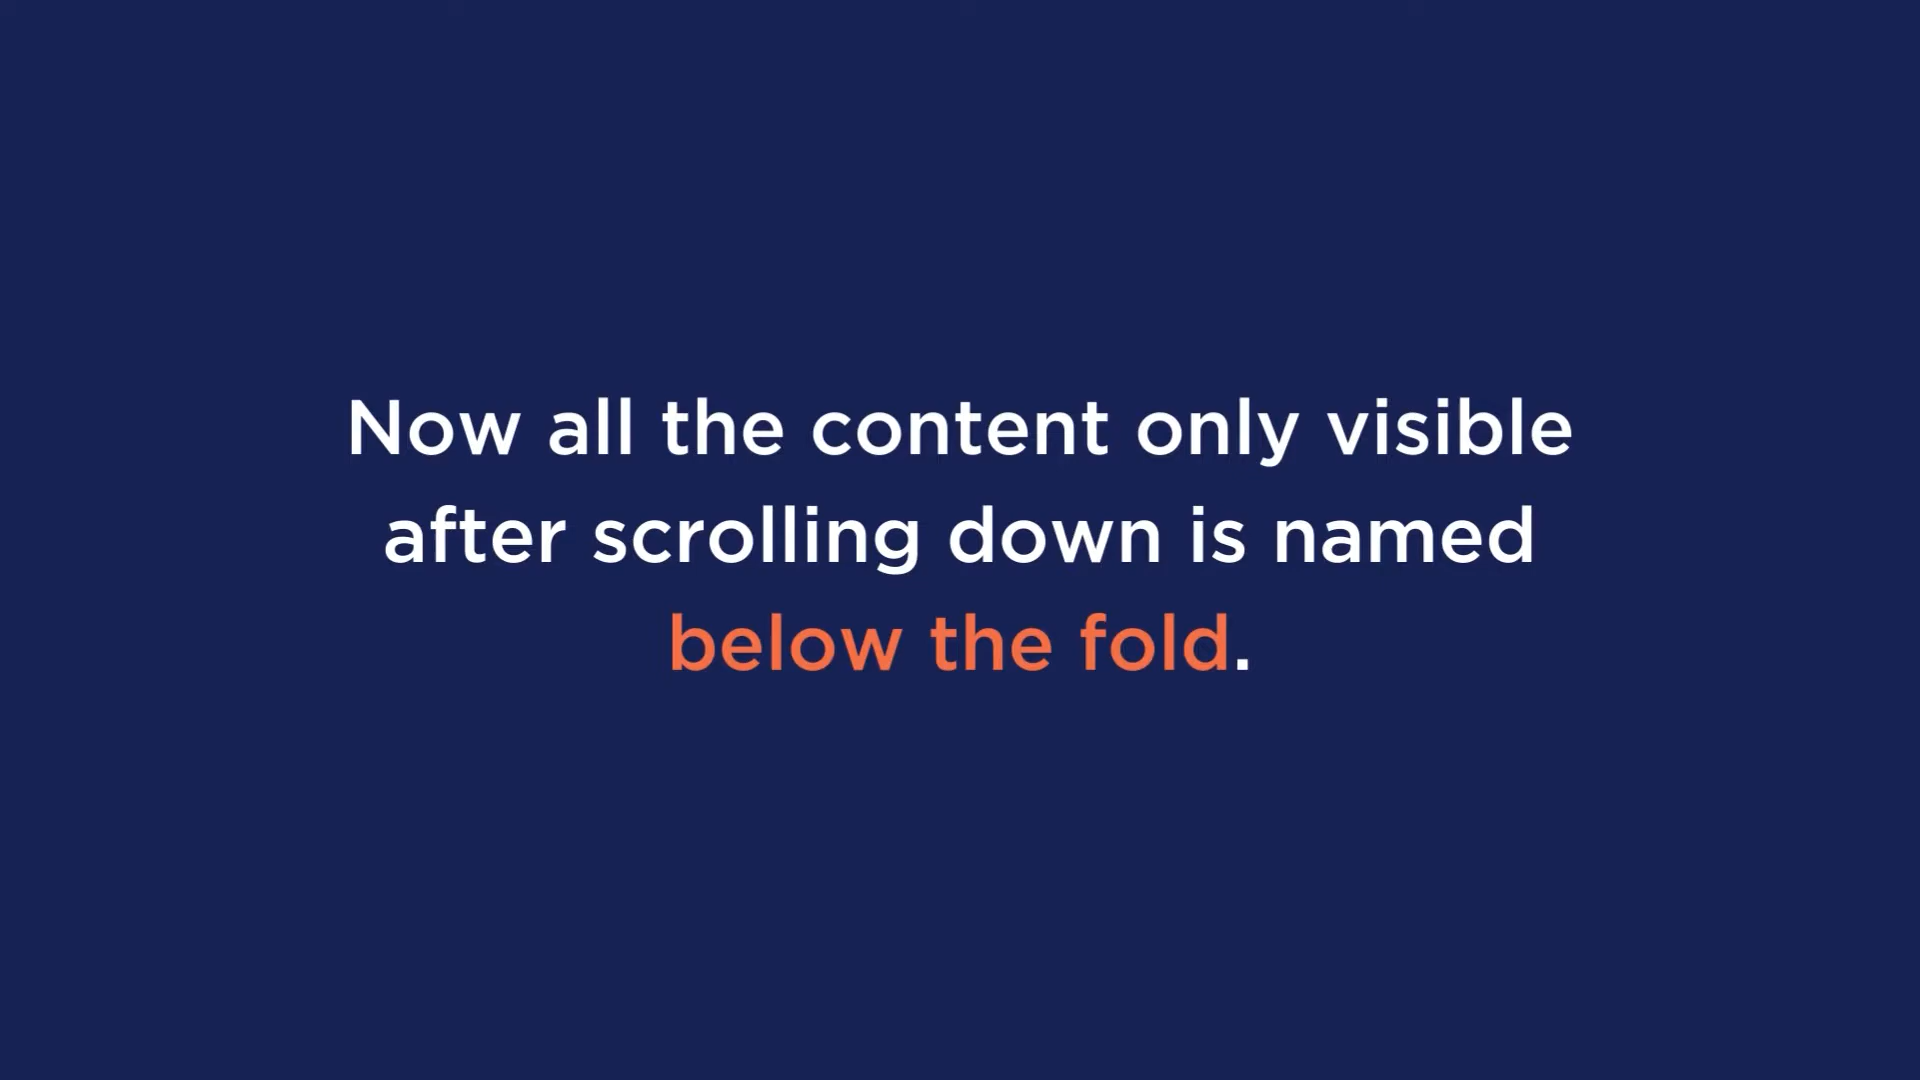 Now all the content only visible
after scrolling down is named
below the fold.